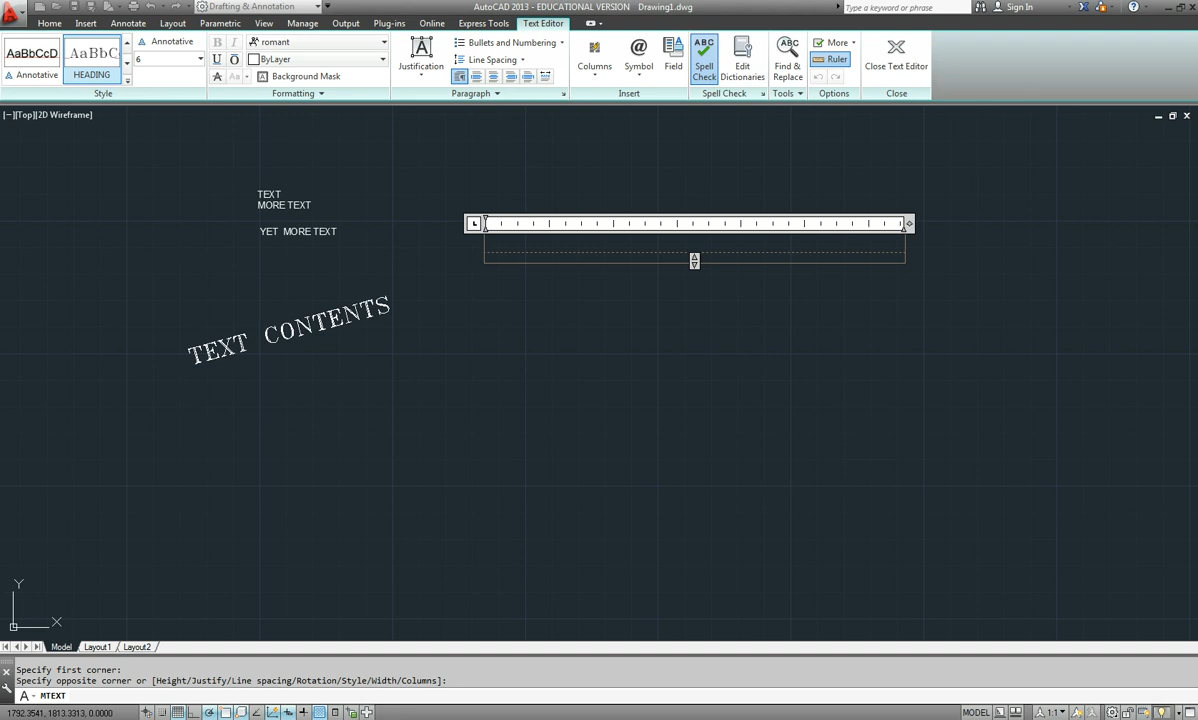 Drafting & Annotation
AutoCAD 2013 - EDUCATIONAL VERSION Drawing1.dwg
Type a keyword or phrase
Sign In
Home Insert Annotate Layout Parametric View Manage Output Plug-ins Online Express Tools Text Editor
AaBbCcD
Annotative
AaBbC
HEADING
Annotative
6
Style
B I
U O
A Aa
romant
ByLayer
Background Mask
Formatting
Justification
Bullets and Numbering
Line Spacing
Paragraph
Columns
Symbol
Field
Insert
ABC
Spell
Check
Edit
Dictionaries
Spell Check
Find &
Replace
Tools
More
Ruler
Options
Close Text Editor
Close
[−][Top][2D Wireframe]
TEXT
MORE TEXT
YET MORE TEXT
TEXT CONTENTS
Y
X
Model Layout1 Layout2
Specify first corner:
Specify opposite corner or [Height/Justify/Line spacing/Rotation/Style/Width/Columns]:
MTEXT
1792.3541, 1813.3313, 0.0000
MODEL
1:1